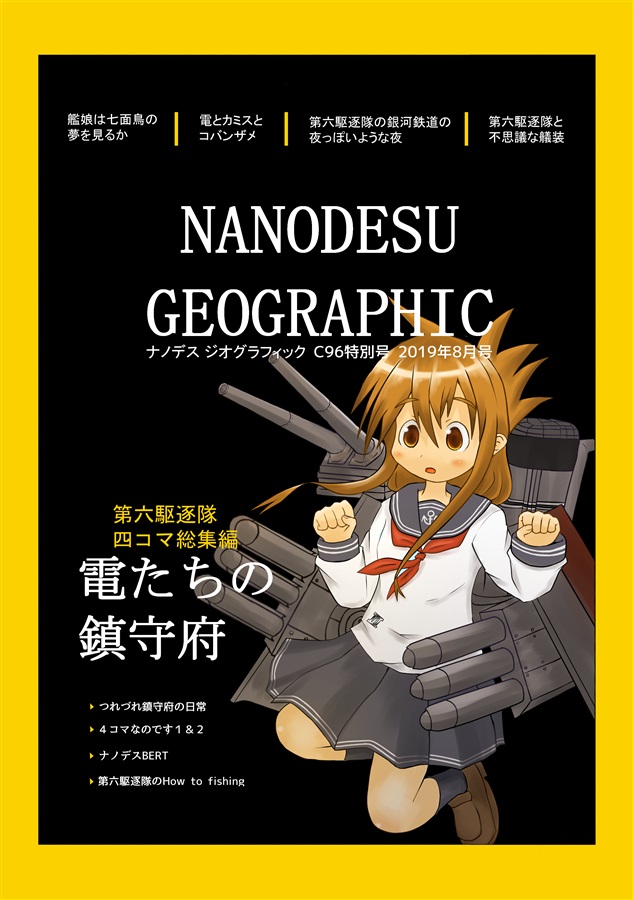 艦娘は七面鳥の
夢を見るか
電とカミスと
コバンザメ
第六駆逐隊の銀河鉄道の
夜っぽいような夜
第六駆逐隊と
不思議な艤装
NANODESU
GEOGRAPHIC
ナノデス ジオグラフィック C96特別号 2019年8月号
第六駆逐隊
四コマ総集編
電たちの
鎮守府
つれづれ鎮守府の日常
4コマなのです1&2
ナノデスBERT
第六駆逐隊のHow to fishing